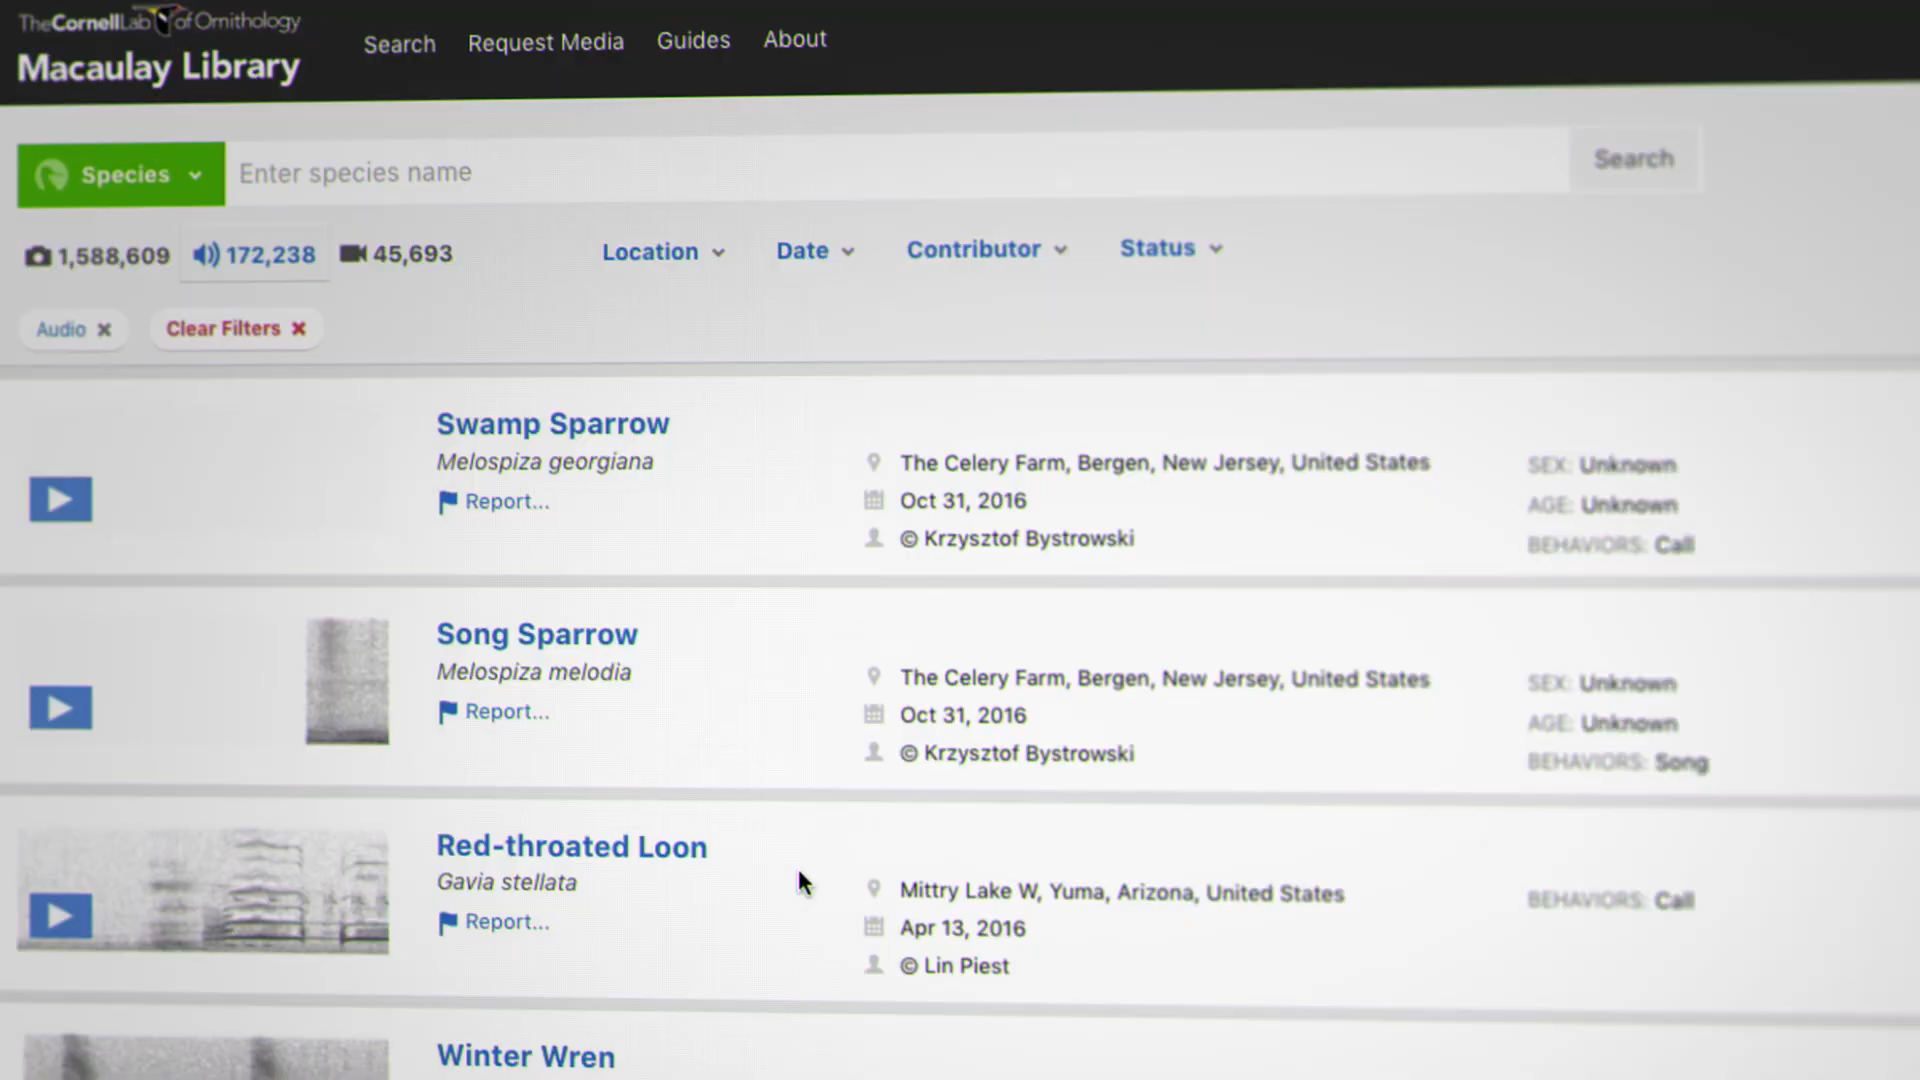 TheCornellLab of Ornithology
Macaulay Library
Search Request Media Guides About
Species Enter species name Search
1,588,609 172,238 45,693 Location Date Contributor Status
Audio × Clear Filters ×
Swamp Sparrow
Melospiza georgiana
Report...
The Celery Farm, Bergen, New Jersey, United States
Oct 31, 2016
© Krzysztof Bystrowski
SEX: Unknown
AGE: Unknown
BEHAVIORS: Call
Song Sparrow
Melospiza melodia
Report...
The Celery Farm, Bergen, New Jersey, United States
Oct 31, 2016
© Krzysztof Bystrowski
SEX: Unknown
AGE: Unknown
BEHAVIORS: Song
Red-throated Loon
Gavia stellata
Report...
Mittry Lake W, Yuma, Arizona, United States
Apr 13, 2016
© Lin Piest
BEHAVIORS: Call
Winter Wren